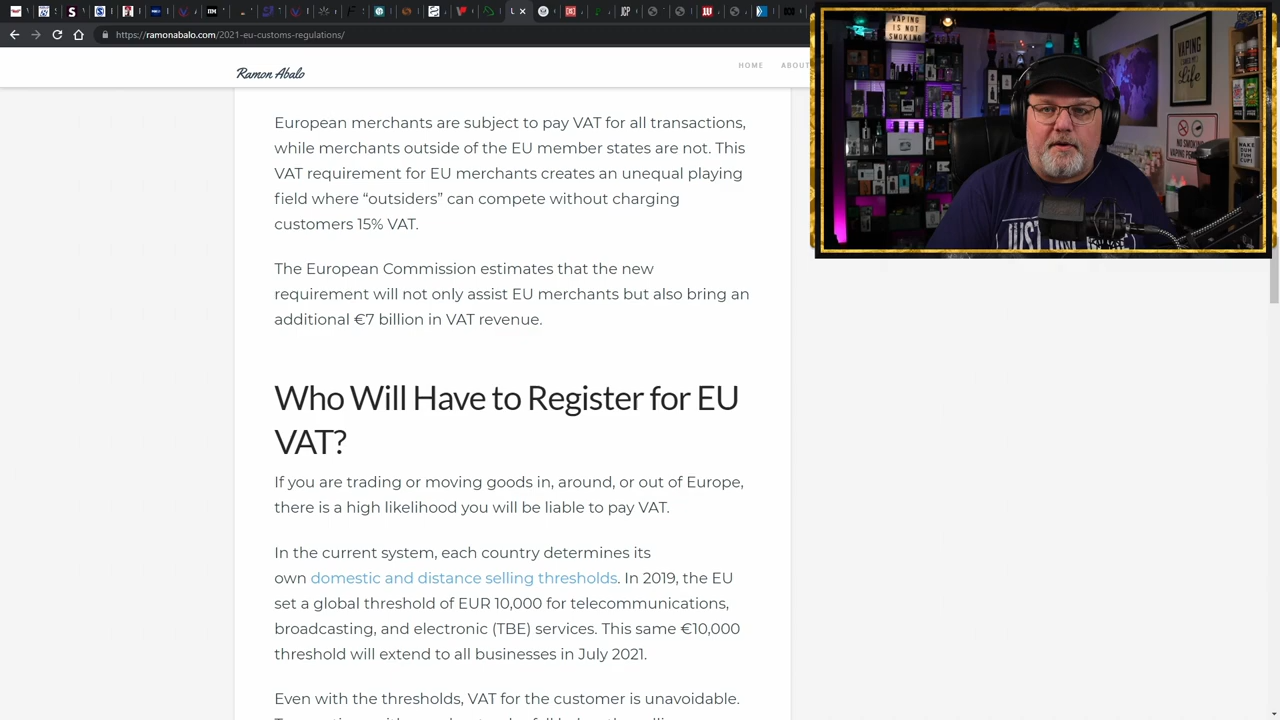 https://ramonabalo.com/2021-eu-customs-regulations/
Ramon Abalo
HOME
ABOUT
European merchants are subject to pay VAT for all transactions,
while merchants outside of the EU member states are not. This
VAT requirement for EU merchants creates an unequal playing
field where “outsiders” can compete without charging
customers 15% VAT.
The European Commission estimates that the new
requirement will not only assist EU merchants but also bring an
additional €7 billion in VAT revenue.
Who Will Have to Register for EU
VAT?
If you are trading or moving goods in, around, or out of Europe,
there is a high likelihood you will be liable to pay VAT.
In the current system, each country determines its
own domestic and distance selling thresholds. In 2019, the EU
set a global threshold of EUR 10,000 for telecommunications,
broadcasting, and electronic (TBE) services. This same €10,000
threshold will extend to all businesses in July 2021.
Even with the thresholds, VAT for the customer is unavoidable.
VAPING
IS NOT
SMOKING
VAPING
Life
NO SMOKING
JUST